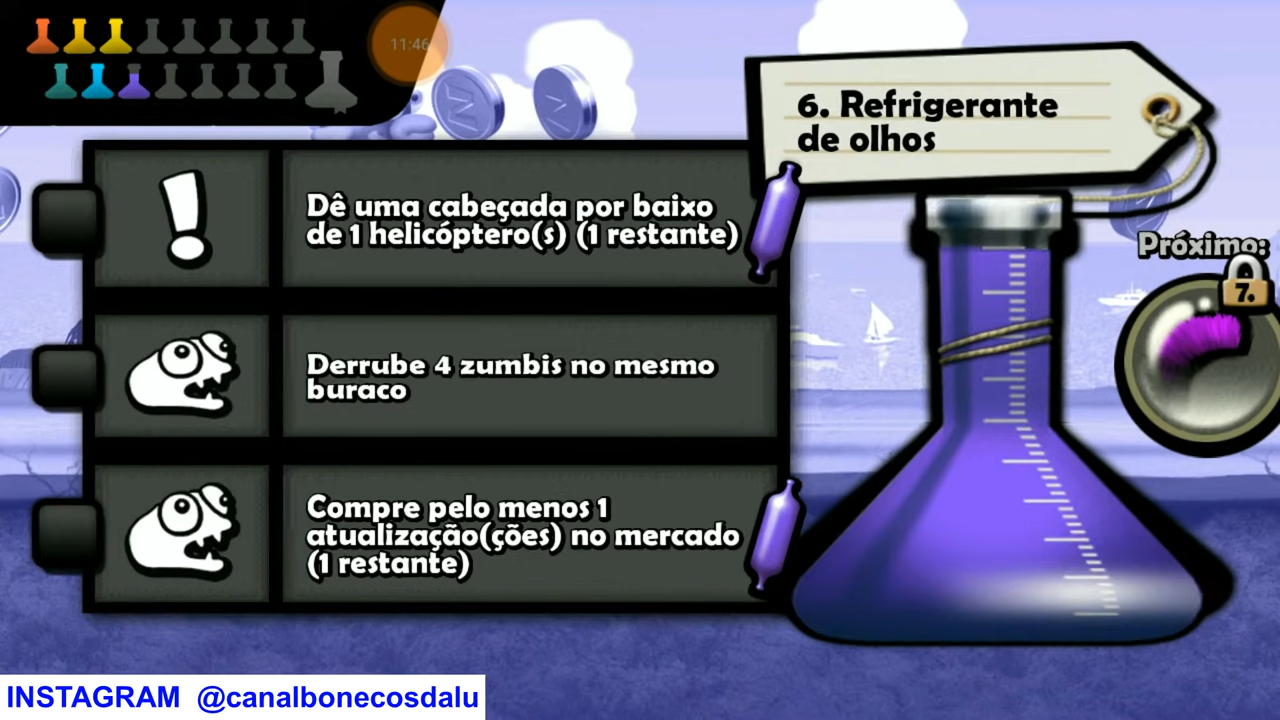 11:46
6. Refrigerante
de olhos
Dê uma cabeçada por baixo
de 1 helicóptero(s) (1 restante)
Próximo:
7.
Derrube 4 zumbis no mesmo
buraco
Compre pelo menos 1
atualização(ções) no mercado
(1 restante)
INSTAGRAM @canalbonecosdalu